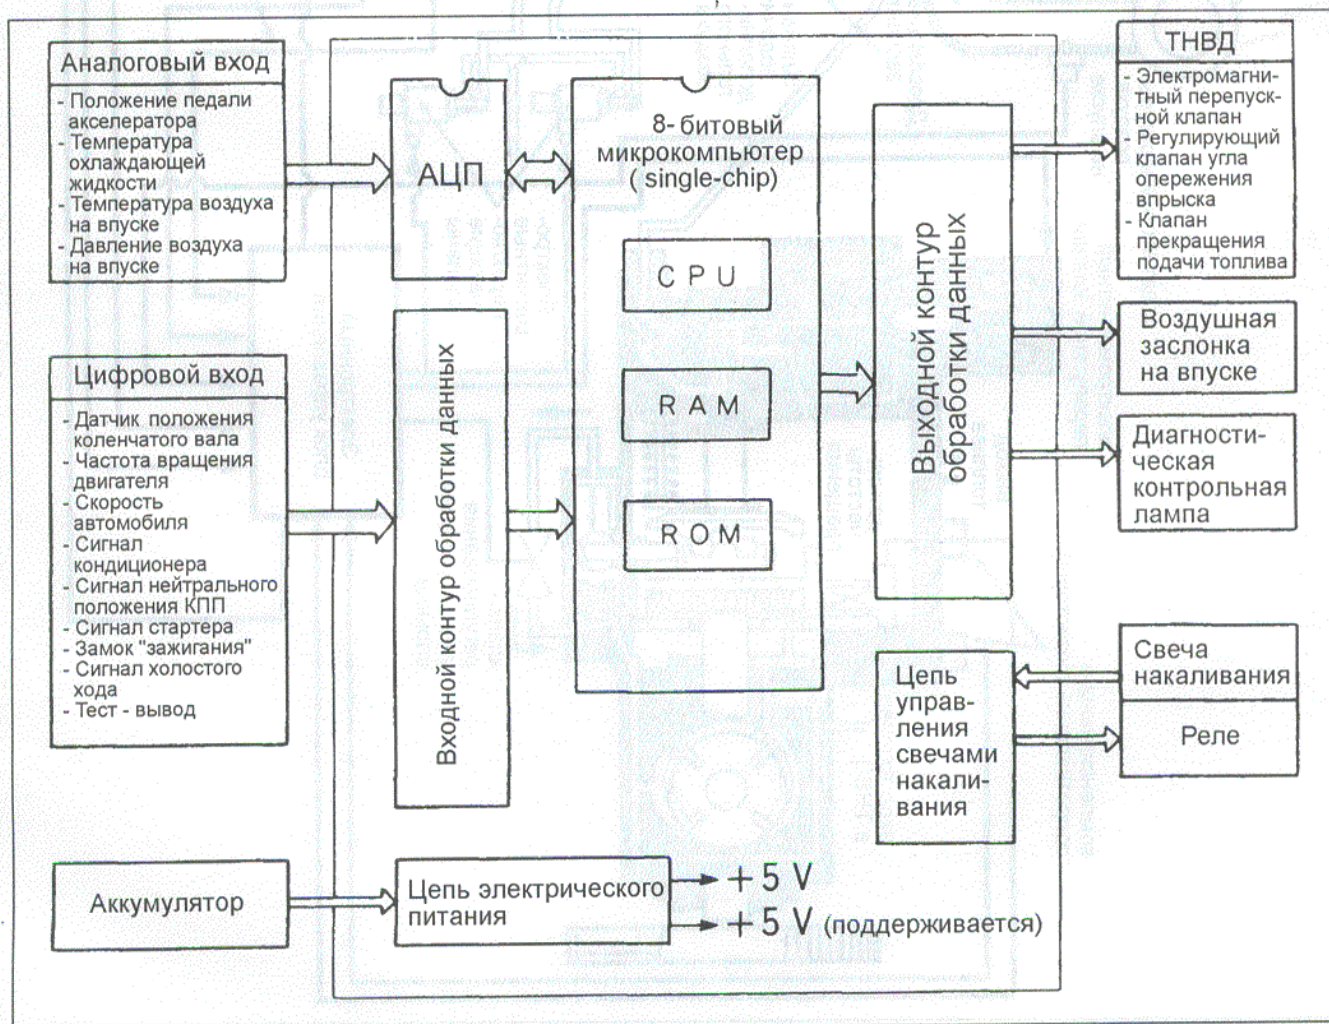 Аналоговый вход
- Положение педали
акселератора
- Температура
охлаждающей
жидкости
- Температура воздуха
на впуске
- Давление воздуха
на впуске
Цифровой вход
- Датчик положения
коленчатого вала
- Частота вращения
двигателя
- Скорость
автомобиля
- Сигнал
кондиционера
- Сигнал нейтрального
положения КПП
- Сигнал стартера
- Замок "зажигания"
- Сигнал холостого
хода
- Тест - вывод
Аккумулятор
АЦП
Входной контур обработки данных
Цепь электрического
питания
+ 5 V
+ 5 V (поддерживается)
8- битовый
микрокомпьютер
( single-chip)
C P U
R A M
R O M
Выходной контур
обработки данных
Цепь
управ-
ления
свечами
накали-
вания
ТНВД
- Электромагни-
тный перепуск-
ной клапан
- Регулирующий
клапан угла
опережения
впрыска
- Клапан
прекращения
подачи топлива
Воздушная
заслонка
на впуске
Диагности-
ческая
контрольная
лампа
Свеча
накаливания
Реле